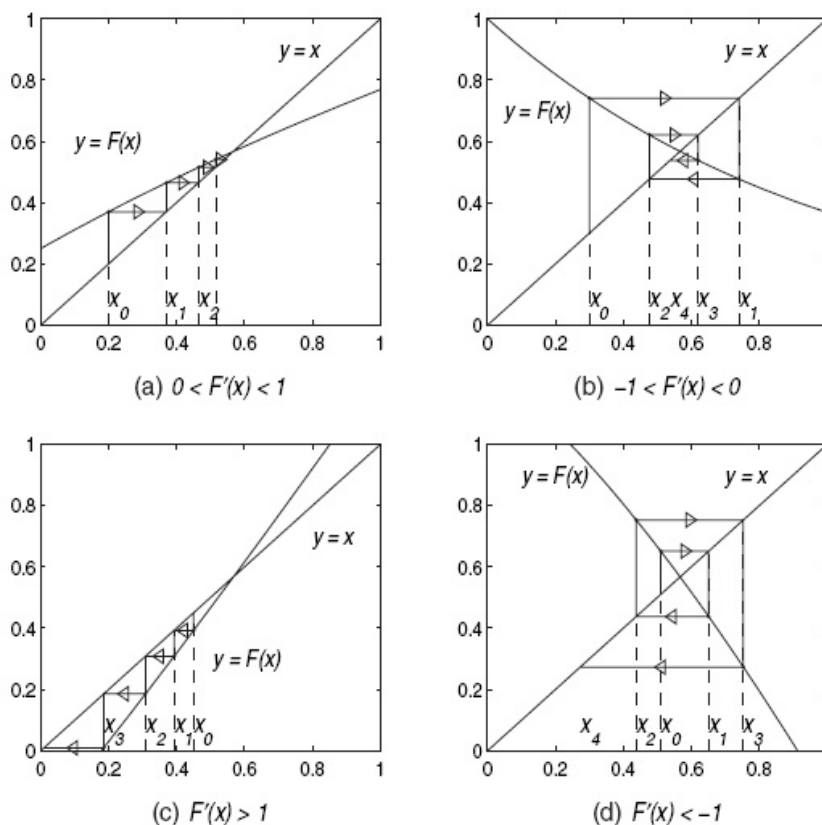 1
0.8
0.6
0.4
0.2
0
y = x
y = F(x)
x₀ x₁ x₂
0 0.2 0.4 0.6 0.8 1
(a) 0 < F'(x) < 1
1
0.8
0.6
0.4
0.2
0
y = x
y = F(x)
x₀ x₂ x₄ x₃ x₁
0 0.2 0.4 0.6 0.8
(b) –1 < F'(x) < 0
1
0.8
0.6
0.4
0.2
0
y = x
y = F(x)
x₃ x₂ x₁ x₀
0 0.2 0.4 0.6 0.8 1
(c) F'(x) > 1
1
0.8
0.6
0.4
0.2
0
y = F(x) y = x
x₄ x₂ x₀ x₁ x₃
0 0.2 0.4 0.6 0.8
(d) F'(x) < –1